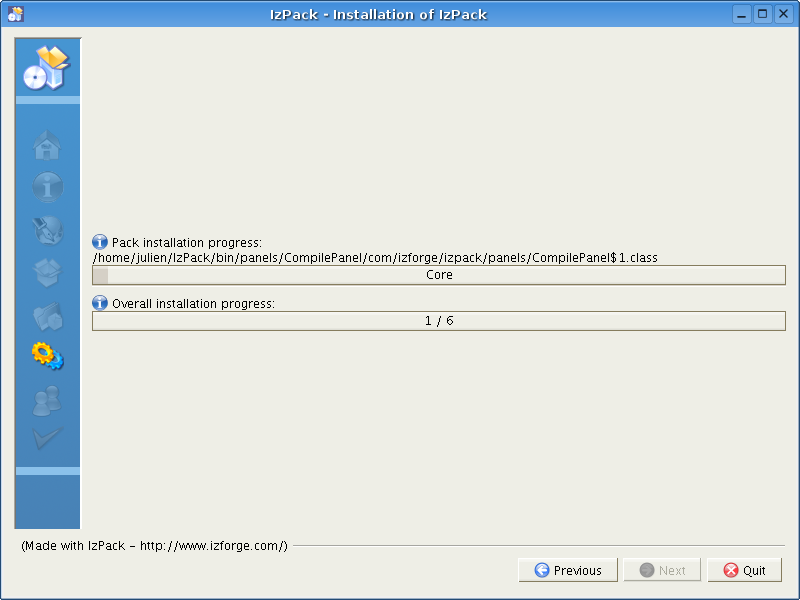 IzPack - Installation of IzPack
Pack installation progress:
/home/julien/IzPack/bin/panels/CompilePanel/com/izforge/izpack/panels/CompilePanel$1.class
Core
Overall installation progress:
1 / 6
(Made with IzPack - http://www.izforge.com/)
Previous Next Quit